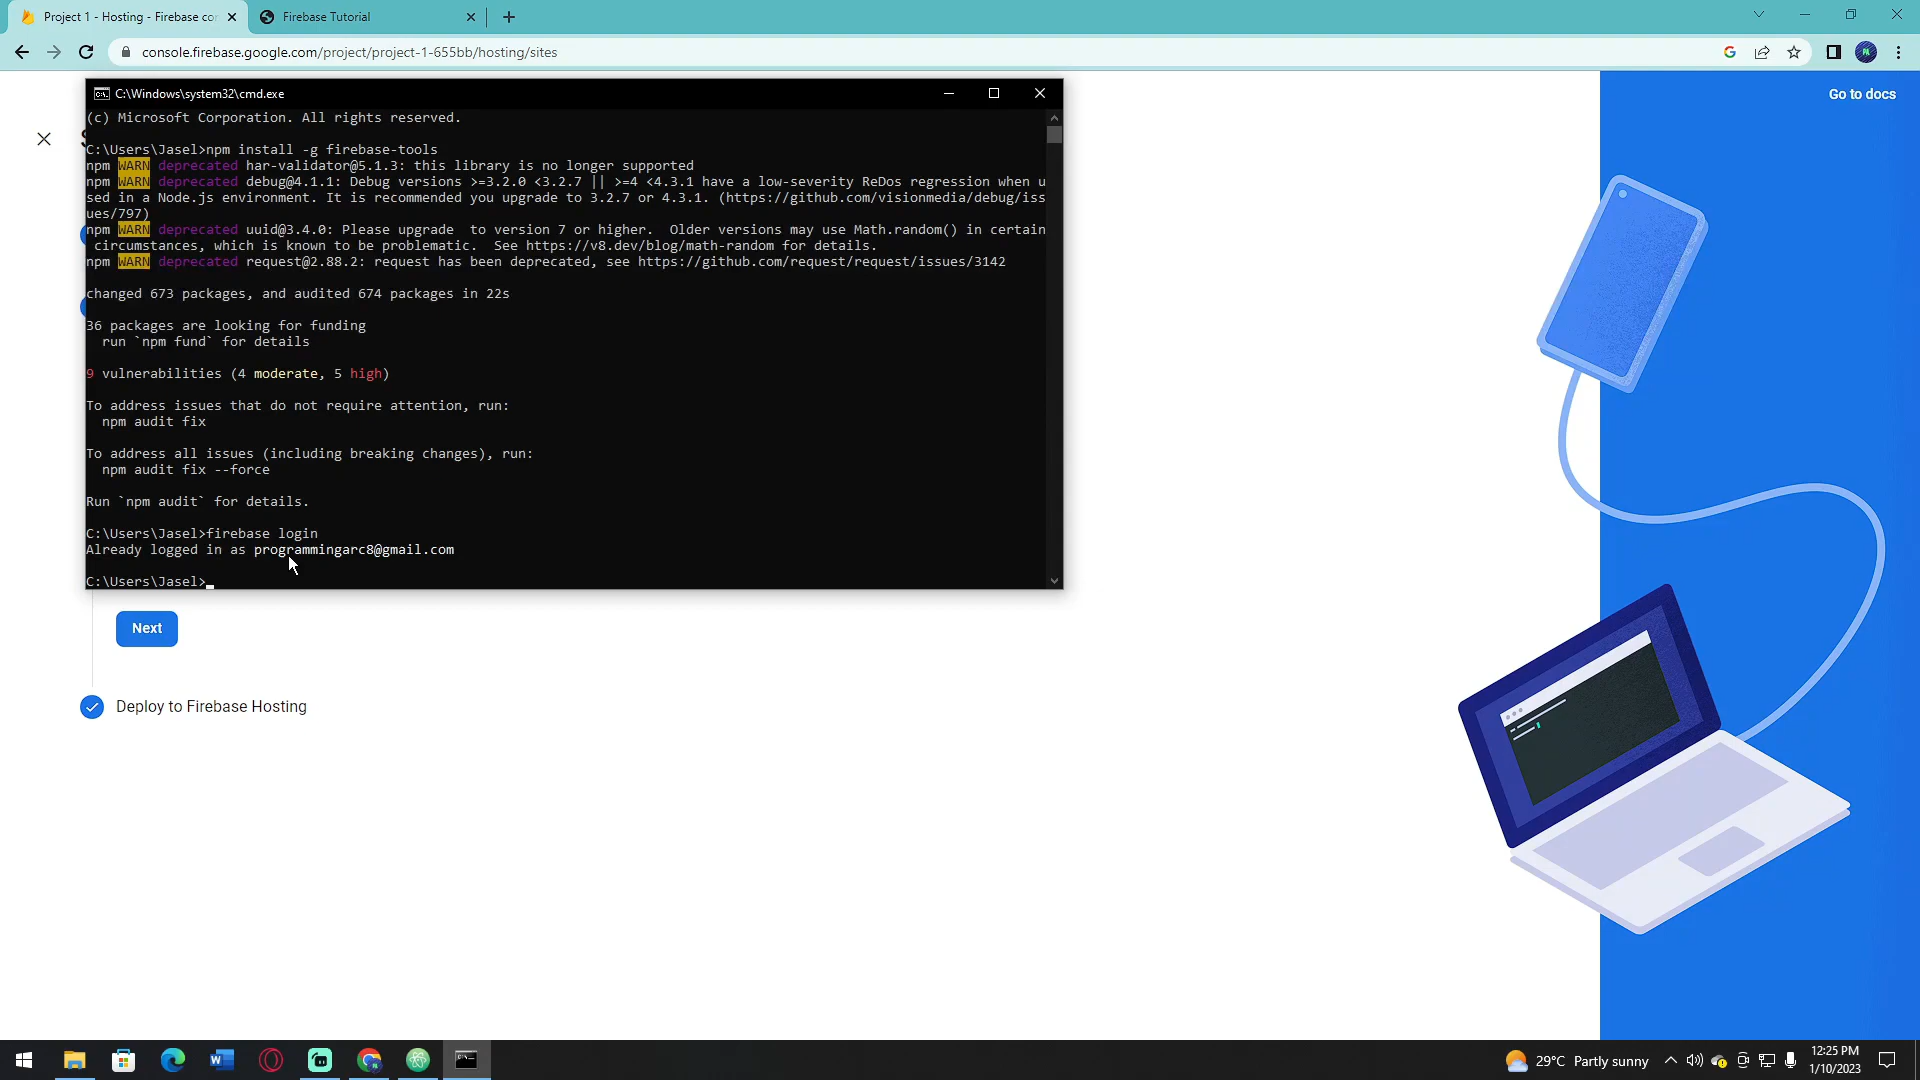 Project 1 - Hosting - Firebase con
Firebase Tutorial
console.firebase.google.com/project/project-1-655bb/hosting/sites
Go to docs
C:\Windows\system32\cmd.exe
(c) Microsoft Corporation. All rights reserved.
C:\Users\Jasel>npm install -g firebase-tools
npm WARN deprecated har-validator@5.1.3: this library is no longer supported
npm WARN deprecated debug@4.1.1: Debug versions >=3.2.0 <3.2.7 || >=4 <4.3.1 have a low-severity ReDos regression when u
sed in a Node.js environment. It is recommended you upgrade to 3.2.7 or 4.3.1. (https://github.com/visionmedia/debug/iss
ues/797)
npm WARN deprecated uuid@3.4.0: Please upgrade  to version 7 or higher.  Older versions may use Math.random() in certain
circumstances, which is known to be problematic.  See https://v8.dev/blog/math-random for details.
npm WARN deprecated request@2.88.2: request has been deprecated, see https://github.com/request/request/issues/3142
changed 673 packages, and audited 674 packages in 22s
36 packages are looking for funding
run `npm fund` for details
9 vulnerabilities (4 moderate, 5 high)
To address issues that do not require attention, run:
npm audit fix
To address all issues (including breaking changes), run:
npm audit fix --force
Run `npm audit` for details.
C:\Users\Jasel>firebase login
Already logged in as programmingarc8@gmail.com
C:\Users\Jasel>
Next
Deploy to Firebase Hosting
29°C Partly sunny
12:25 PM
1/10/2023